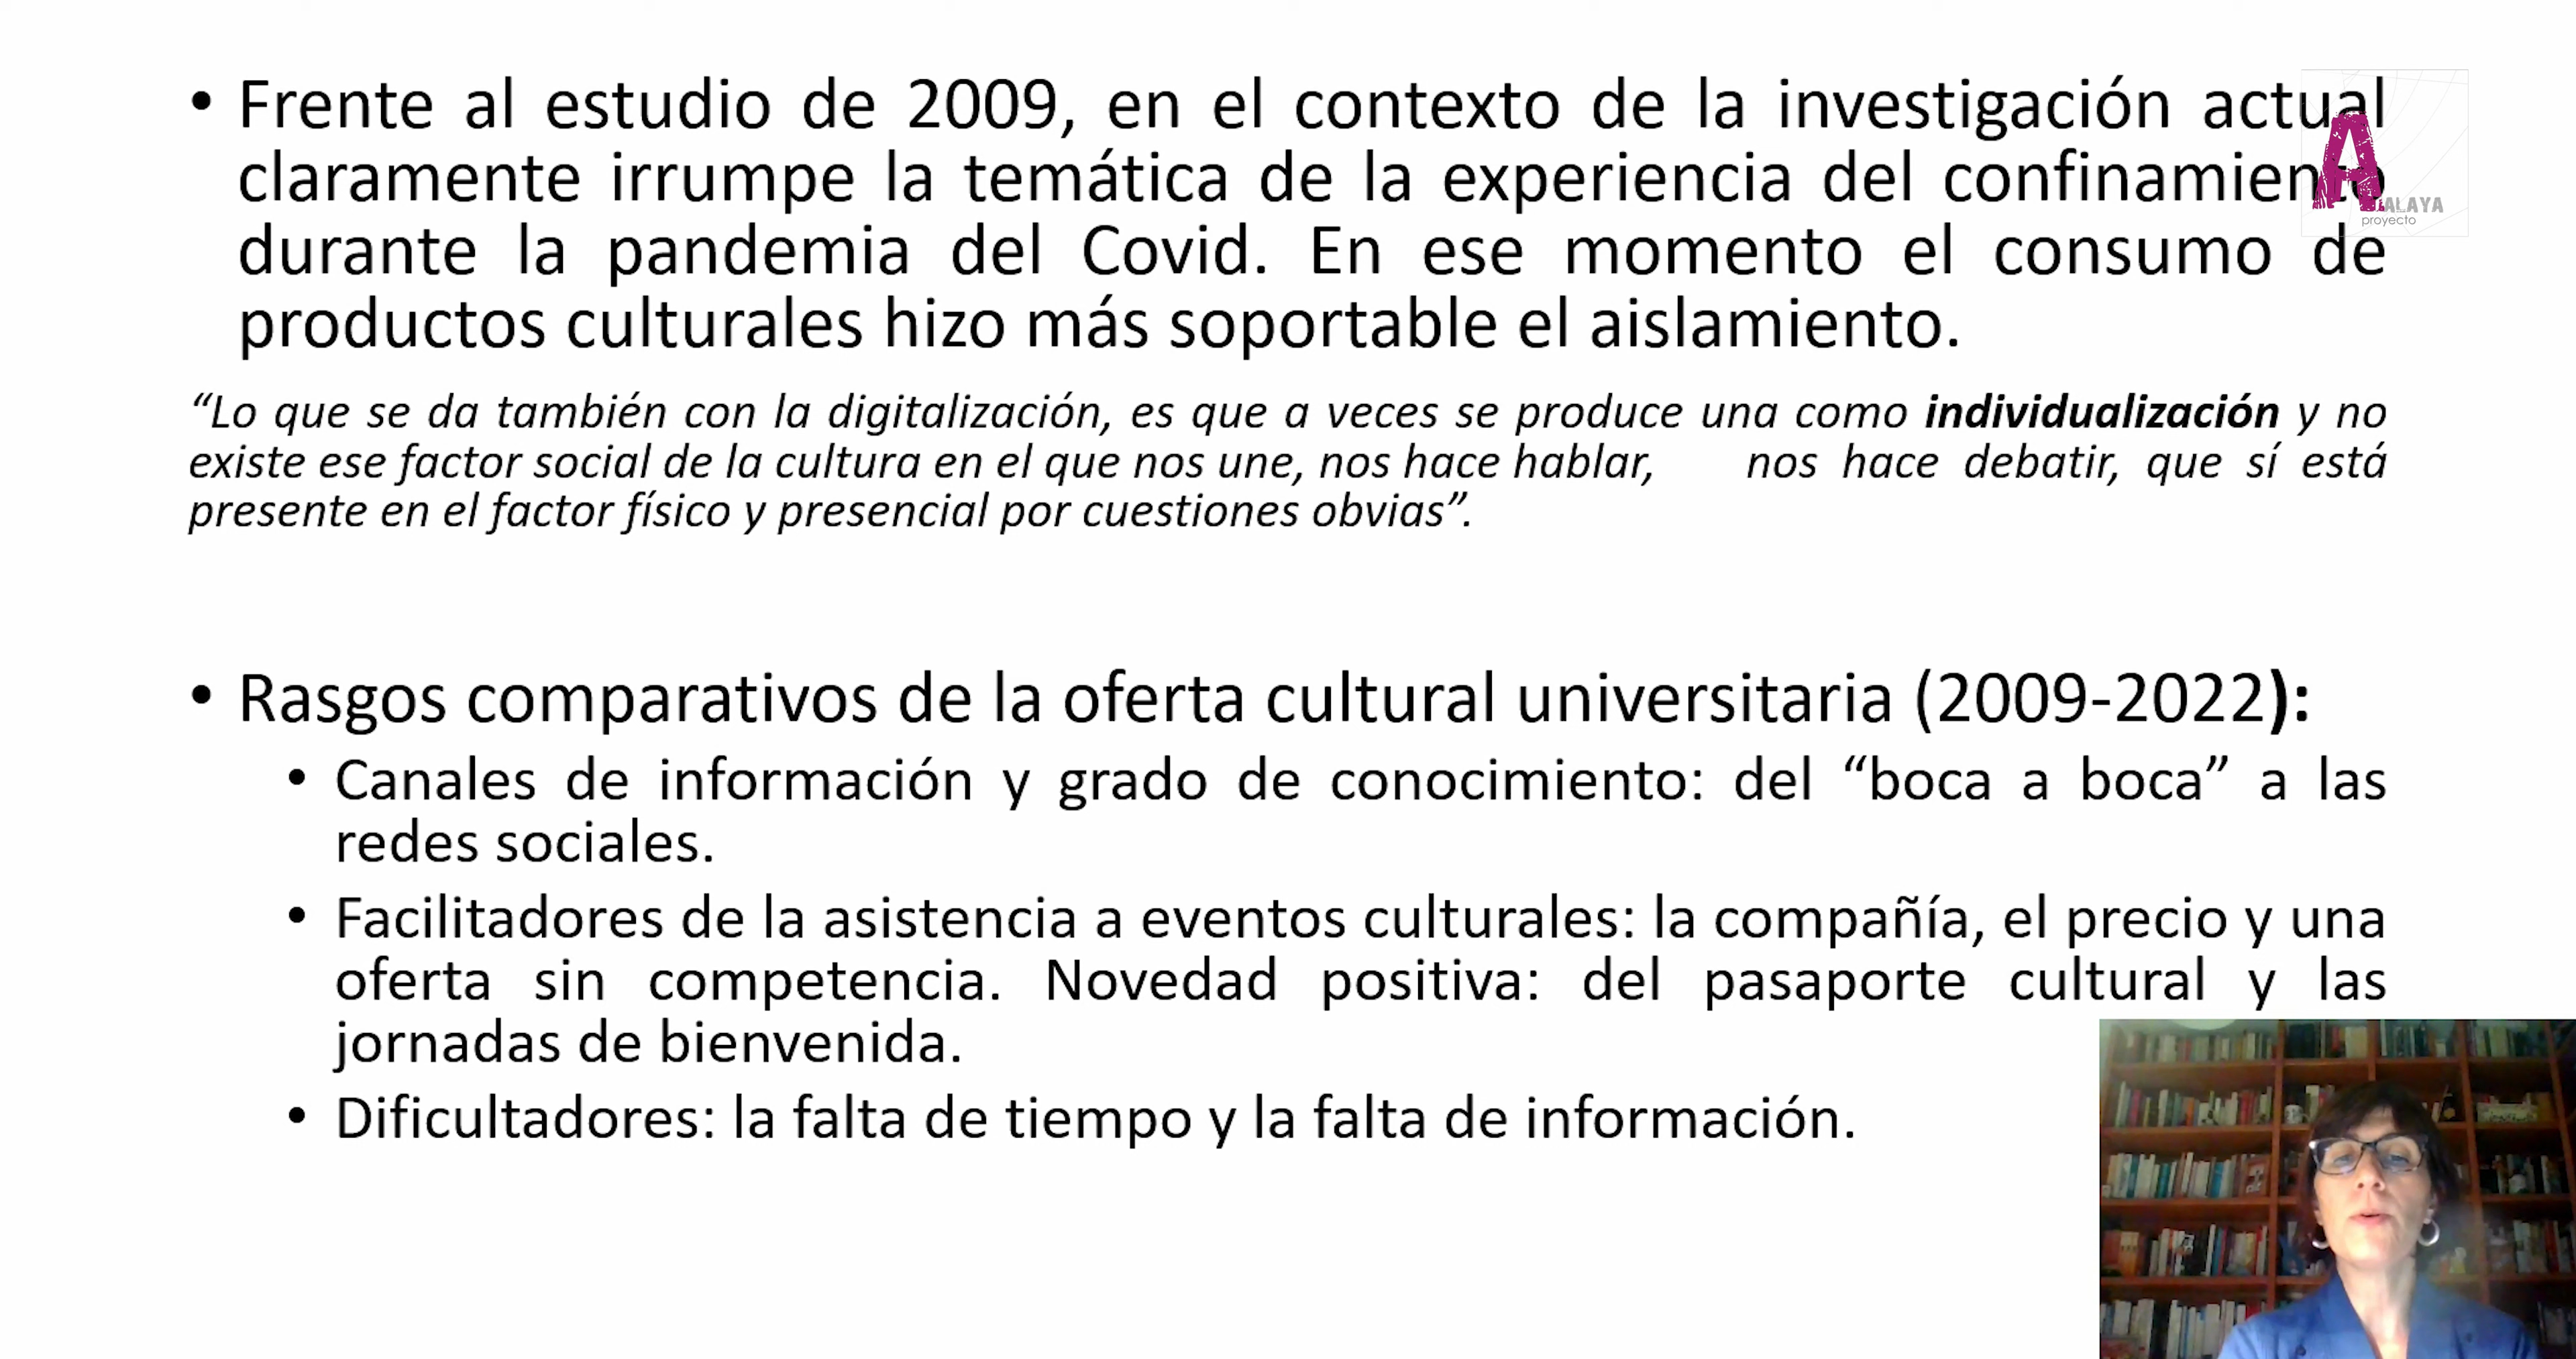 • Frente al estudio de 2009, en el contexto de la investigación actual
claramente irrumpe la temática de la experiencia del confinamiento
durante la pandemia del Covid. En ese momento el consumo de
productos culturales hizo más soportable el aislamiento.
“Lo que se da también con la digitalización, es que a veces se produce una como individualización y no
existe ese factor social de la cultura en el que nos une, nos hace hablar, nos hace debatir, que sí está
presente en el factor físico y presencial por cuestiones obvias”.
• Rasgos comparativos de la oferta cultural universitaria (2009-2022):
• Canales de información y grado de conocimiento: del “boca a boca” a las
redes sociales.
• Facilitadores de la asistencia a eventos culturales: la compañía, el precio y una
oferta sin competencia. Novedad positiva: del pasaporte cultural y las
jornadas de bienvenida.
• Dificultadores: la falta de tiempo y la falta de información.
A
ALAYA
proyecto